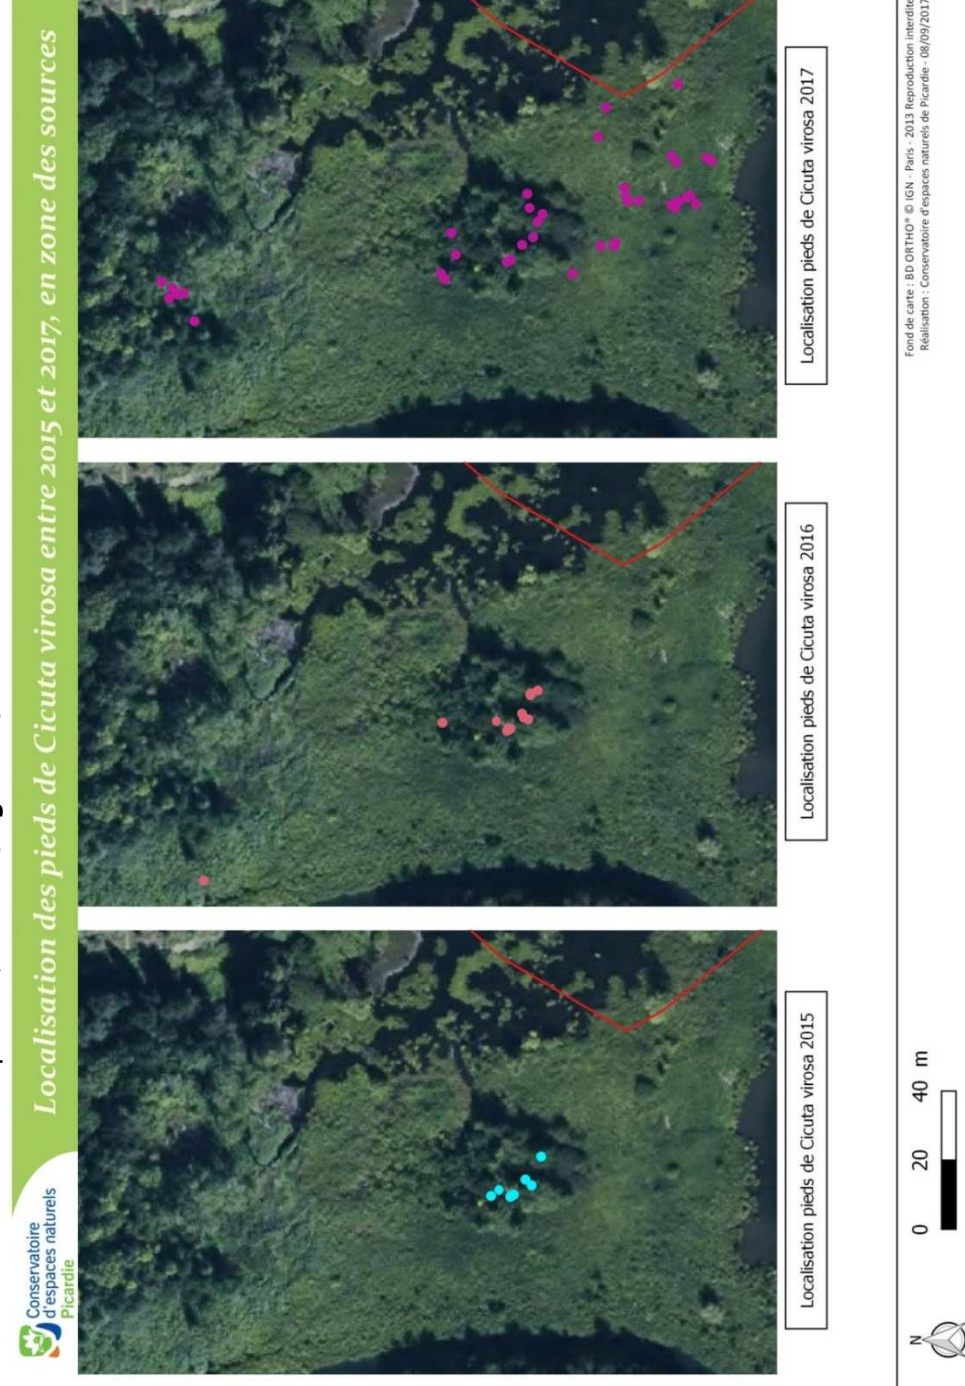 Conservatoire
d'espaces naturels
Picardie
Localisation des pieds de Cicuta virosa entre 2015 et 2017, en zone des sources
Localisation pieds de Cicuta virosa 2015
Localisation pieds de Cicuta virosa 2016
Localisation pieds de Cicuta virosa 2017
N
0 20 40 m
Fond de carte : BD ORTHO® © IGN - Paris - 2013 Reproduction interdite
Réalisation : Conservatoire d'espaces naturels de Picardie - 08/09/2017